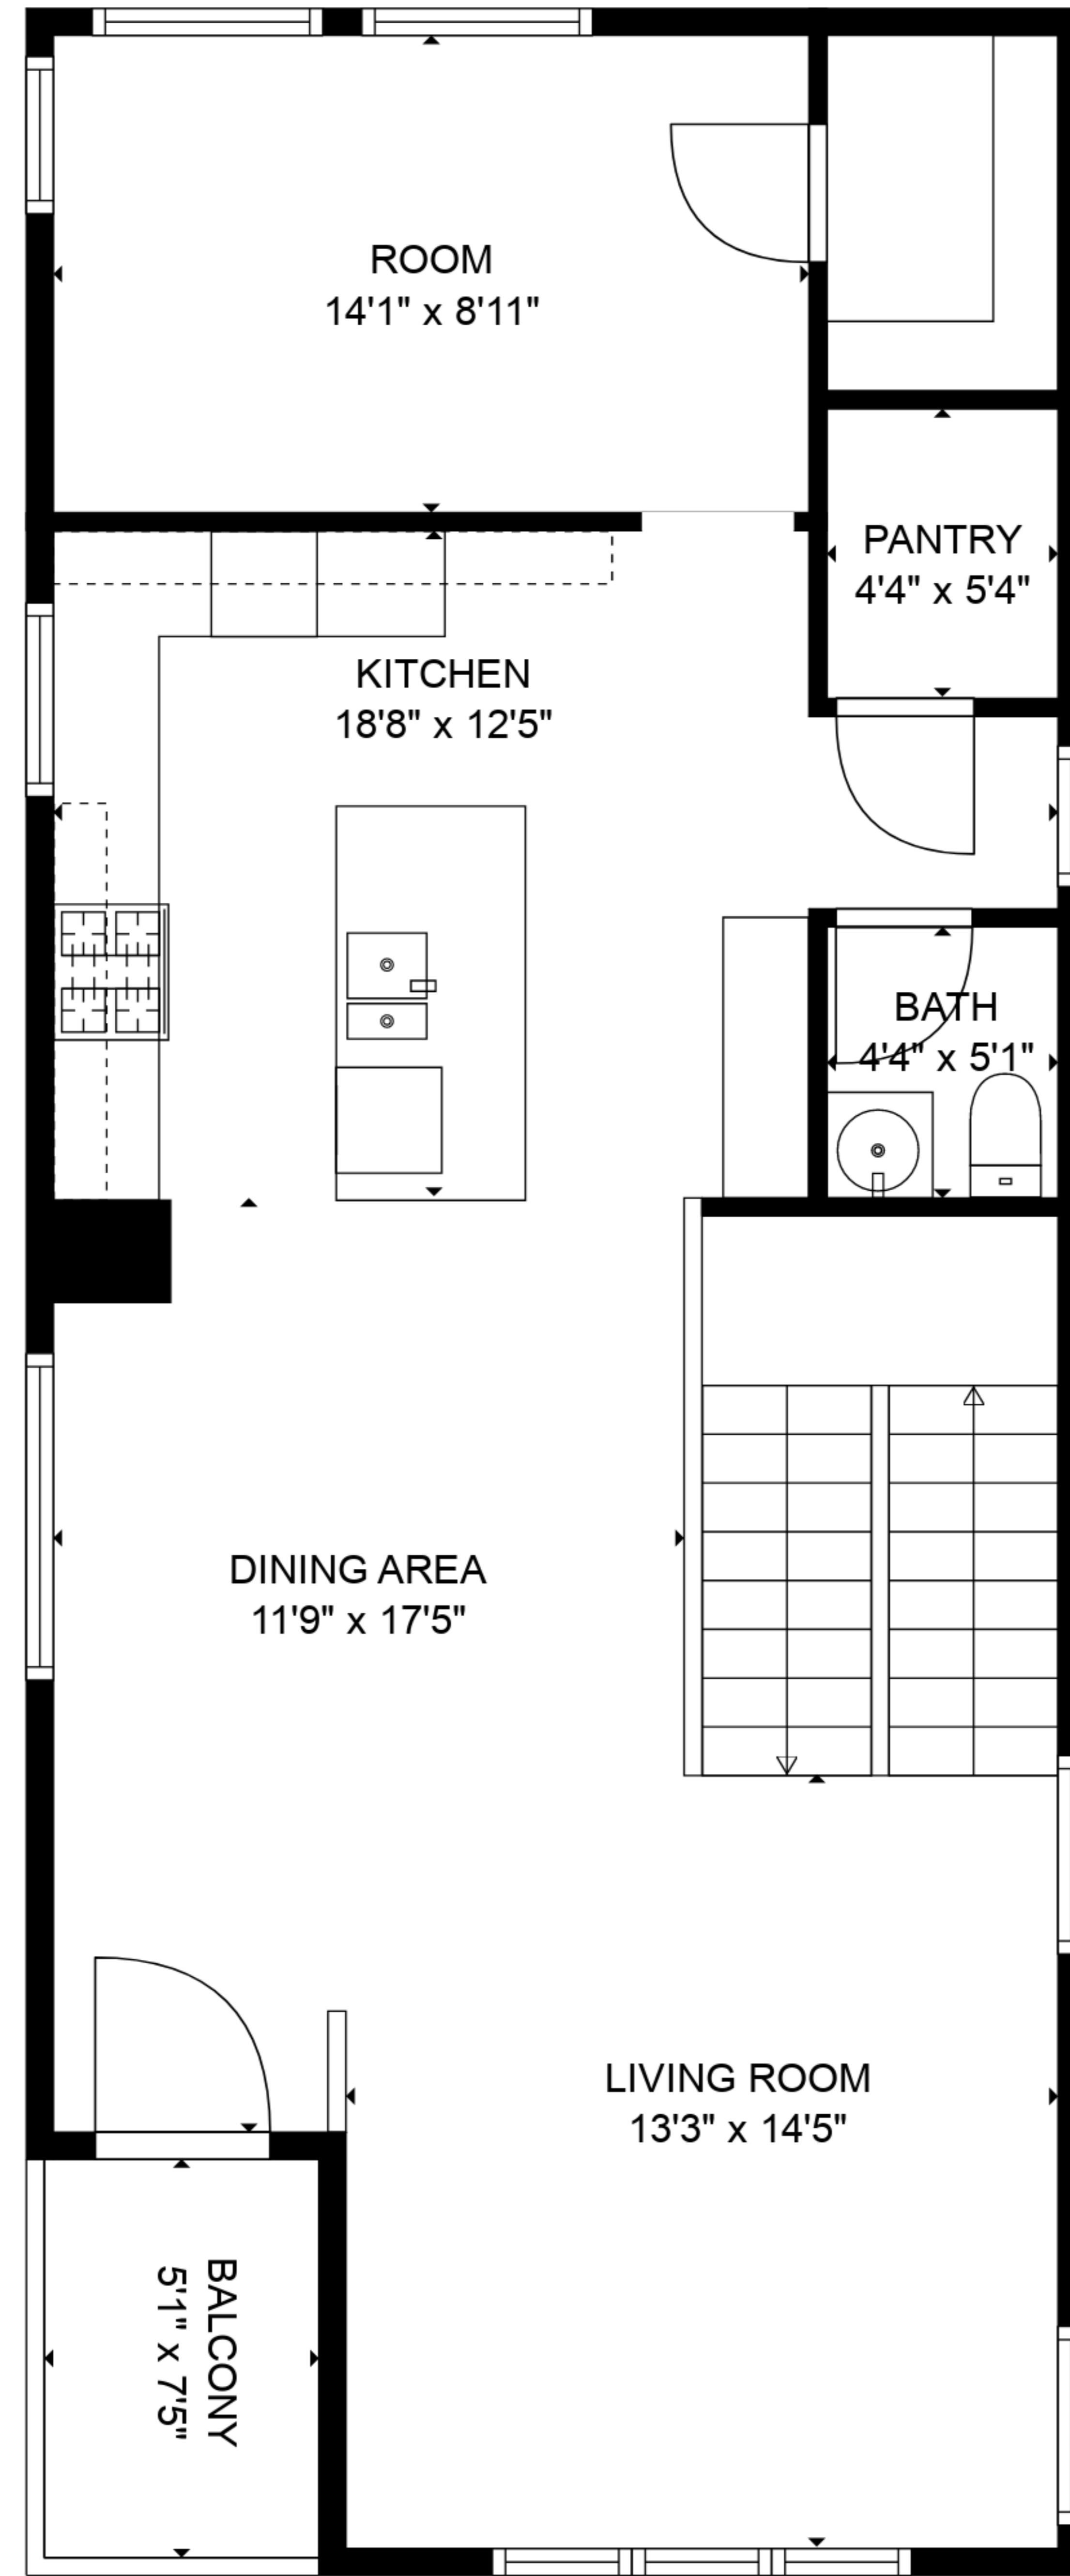 ROOM
14'1" x 8'11"
PANTRY
4'4" x 5'4"
KITCHEN
18'8" x 12'5"
BATH
4'4" x 5'1"
DINING AREA
11'9" x 17'5"
LIVING ROOM
13'3" x 14'5"
BALCONY
5'1" x 7'5"